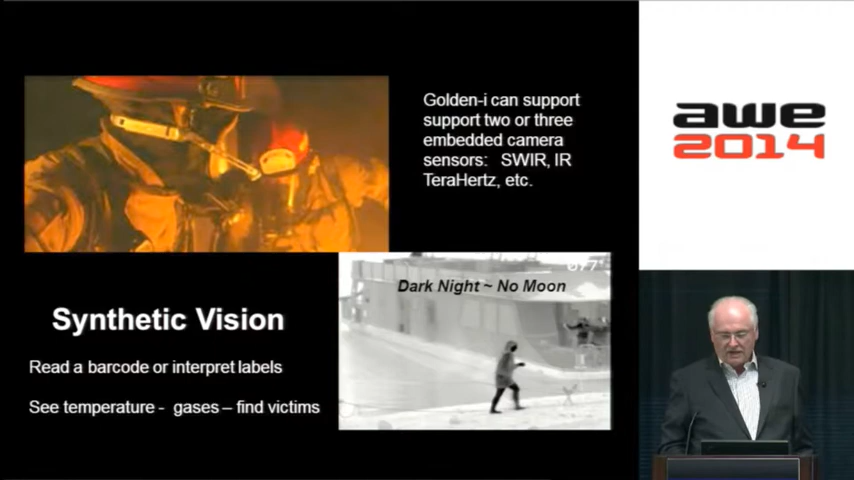 Golden-i can support
support two or three
embedded camera
sensors: SWIR, IR
TeraHertz, etc.
awe
2014
Dark Night ~ No Moon
Synthetic Vision
Read a barcode or interpret labels
See temperature - gases – find victims